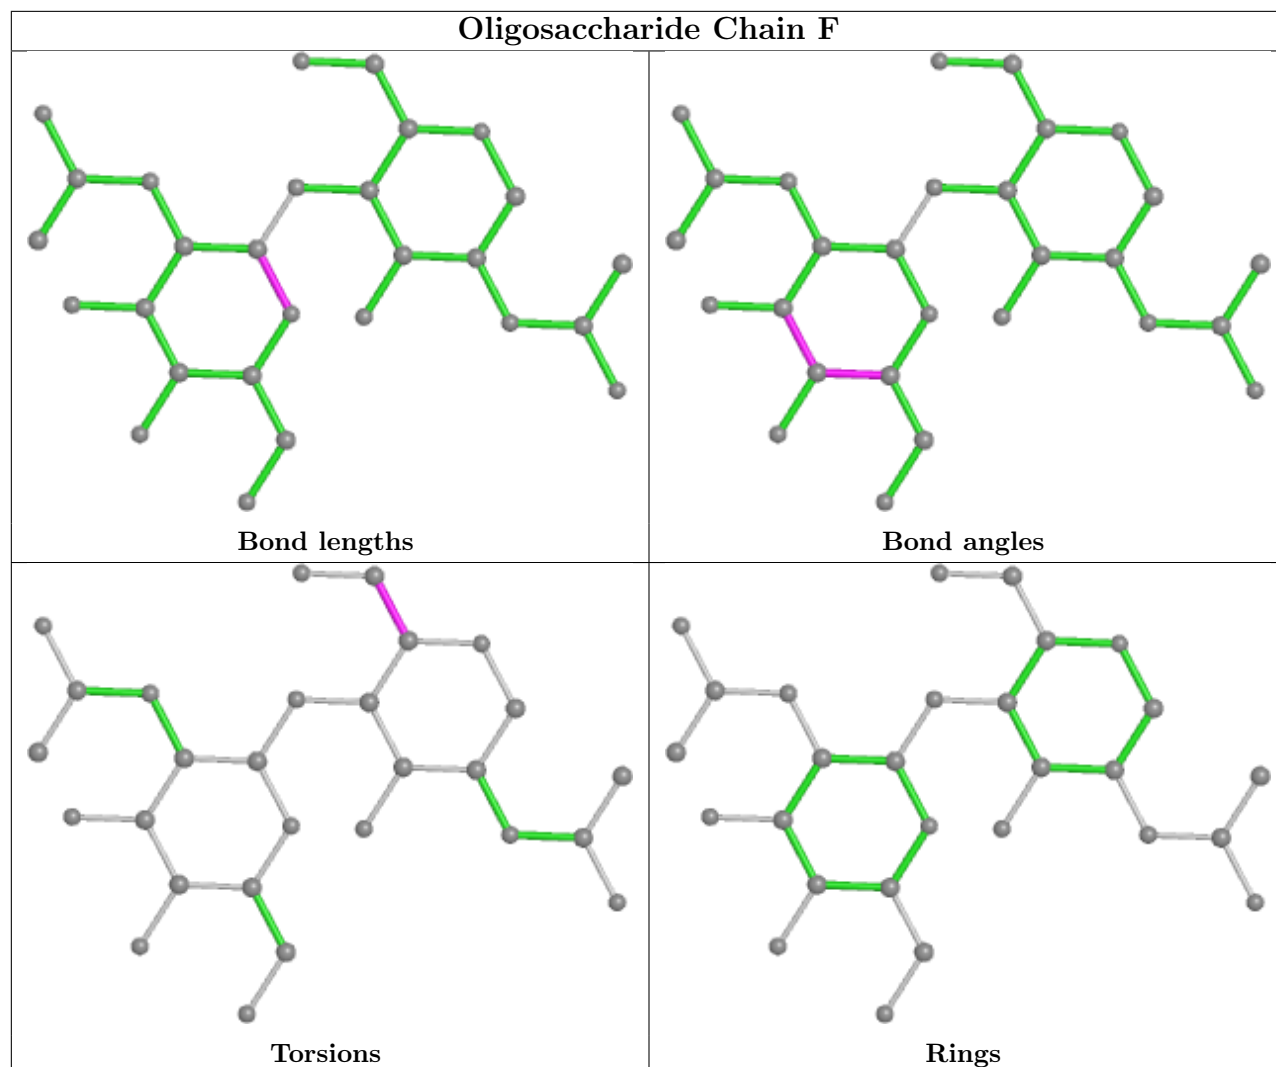 Oligosaccharide Chain F
Bond lengths
Bond angles
Torsions
Rings